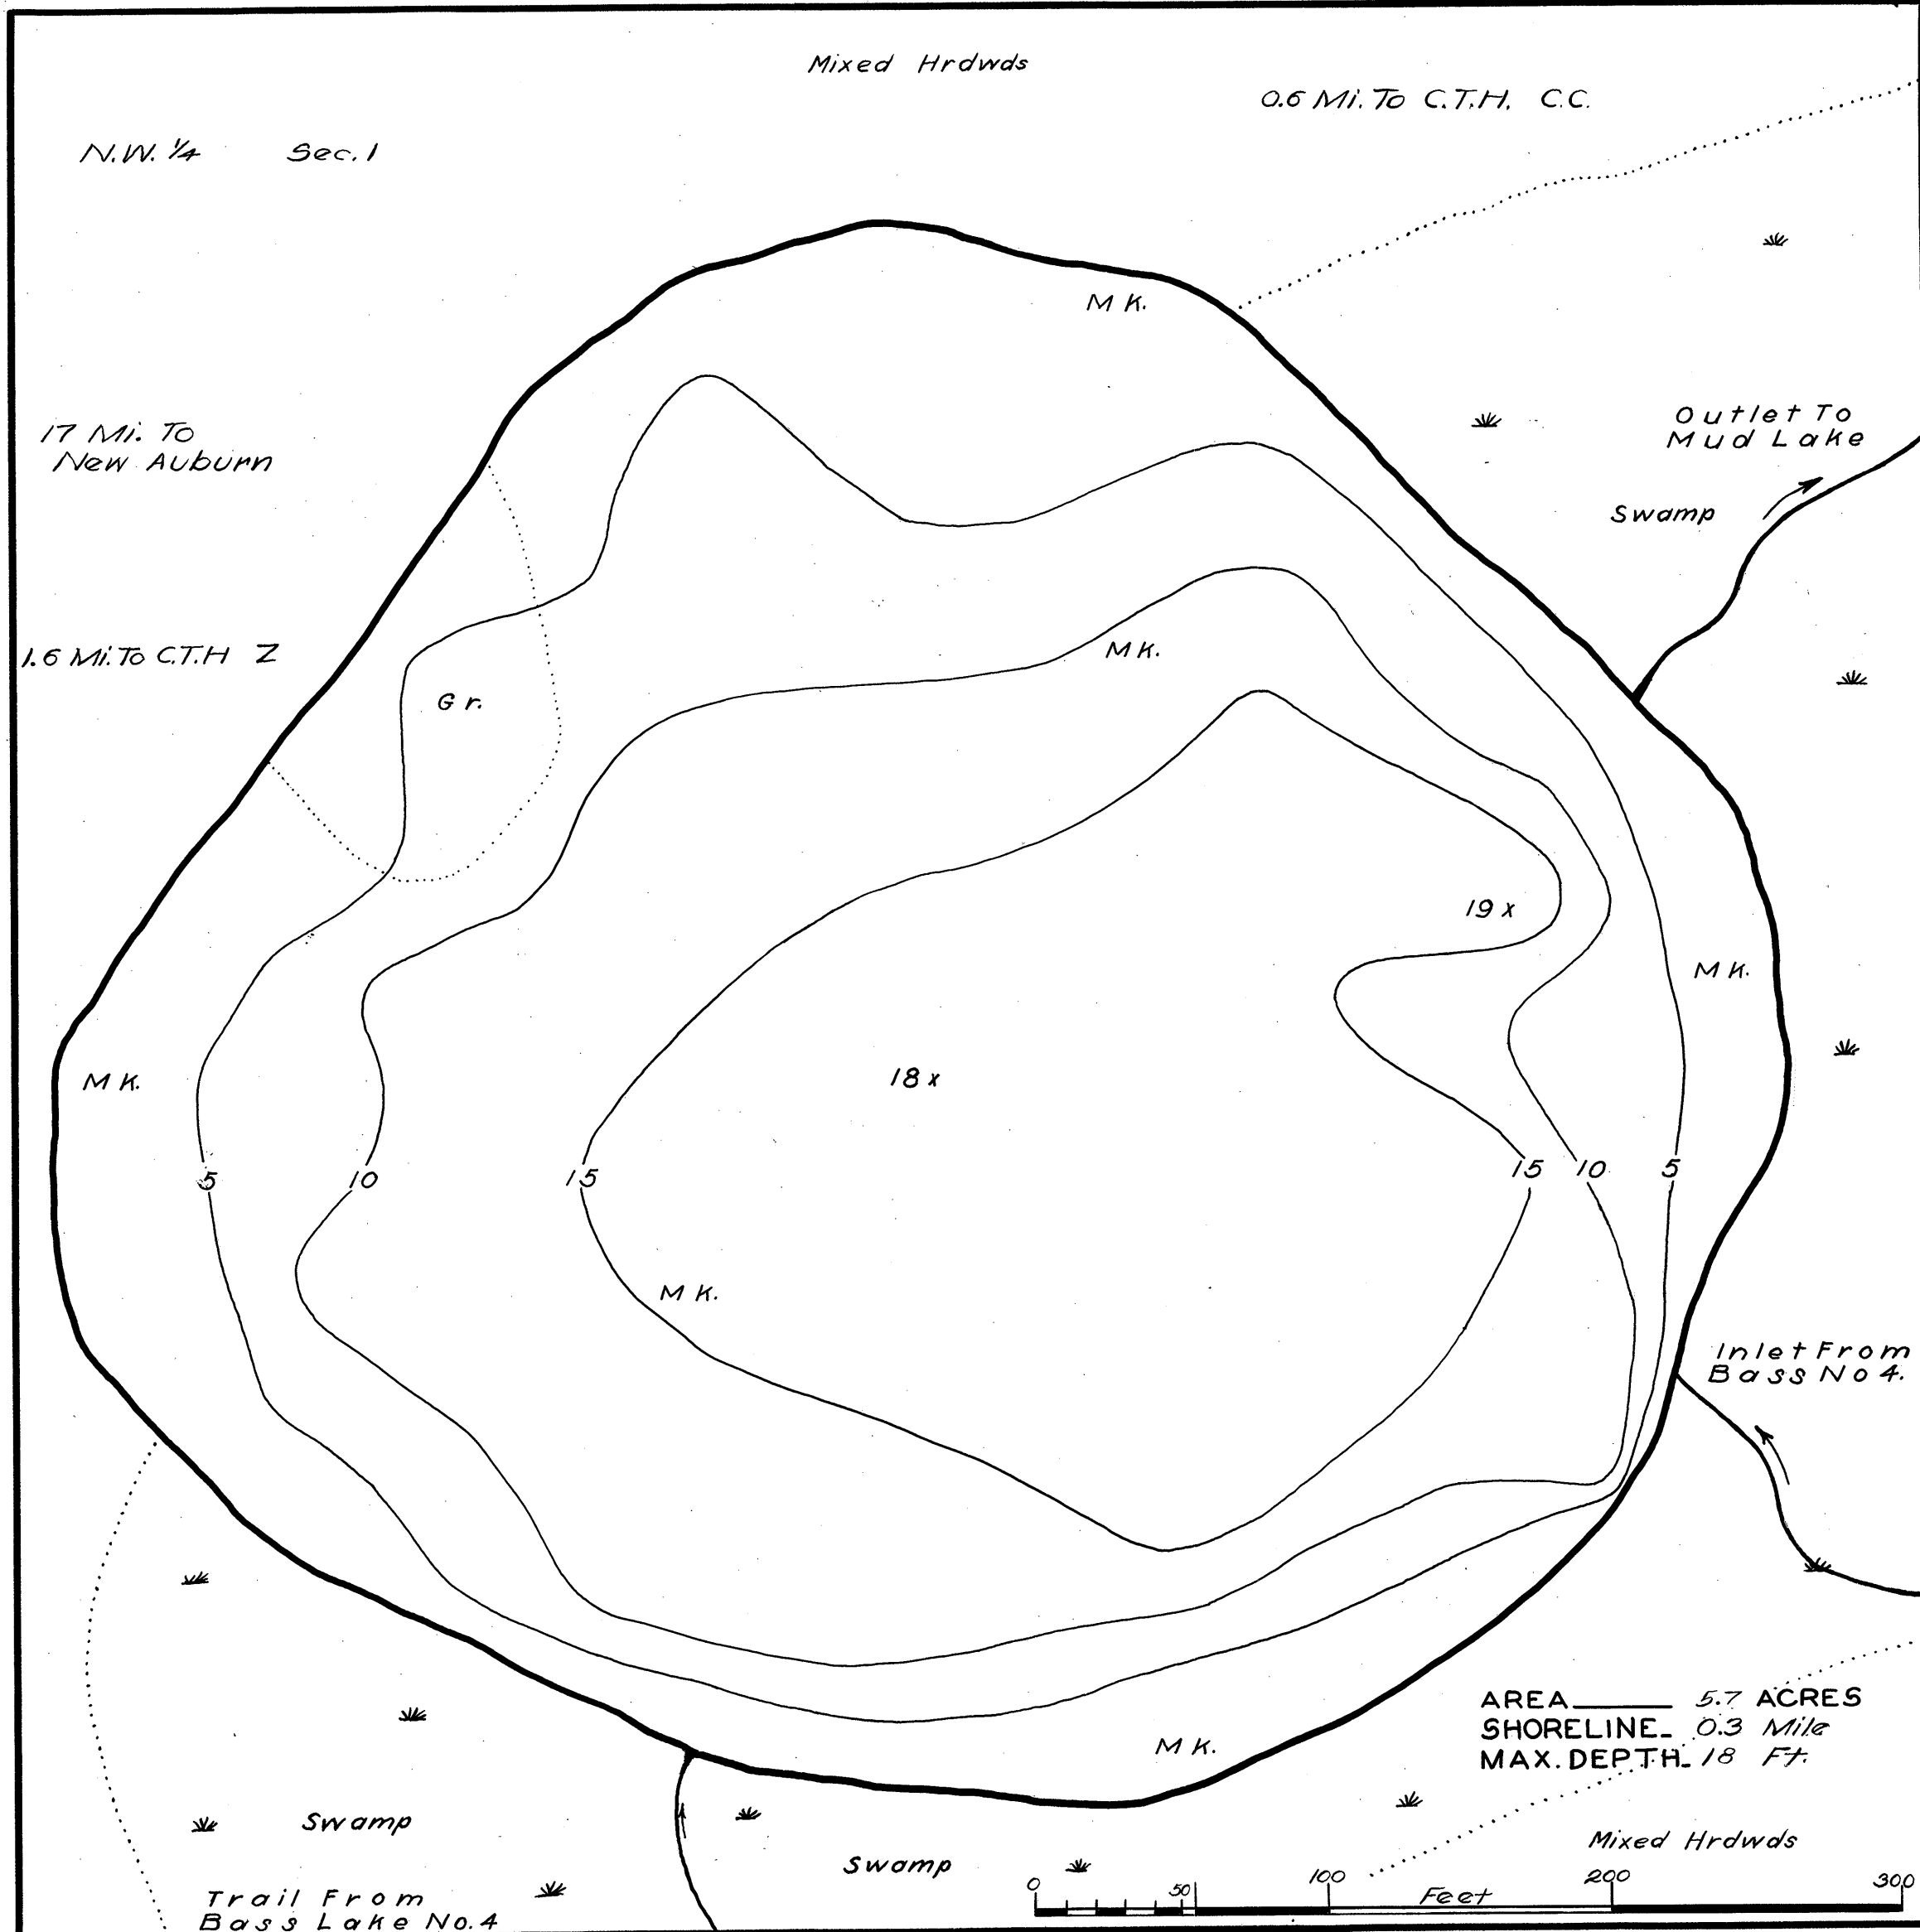 Mixed Hrdwds
0.6 Mi. To C.T.H. C.C.
N.W. 1/4 Sec. 1
M K.
17 Mi. To
New Auburn
Outlet To
Mud Lake
Swamp
1.6 Mi. To C.T.H Z
M K.
Gr.
19 x
M K.
18 x
M K.
5 10 15 15 10 5
M K.
Inlet From
Bass No 4.
AREA 5.7 ACRES
SHORELINE 0.3 Mile
MAX. DEPTH 18 Ft.
M K.
Swamp
Mixed Hrdwds
Swamp
0 50 100 200 300
Feet
Trail From
Bass Lake No. 4